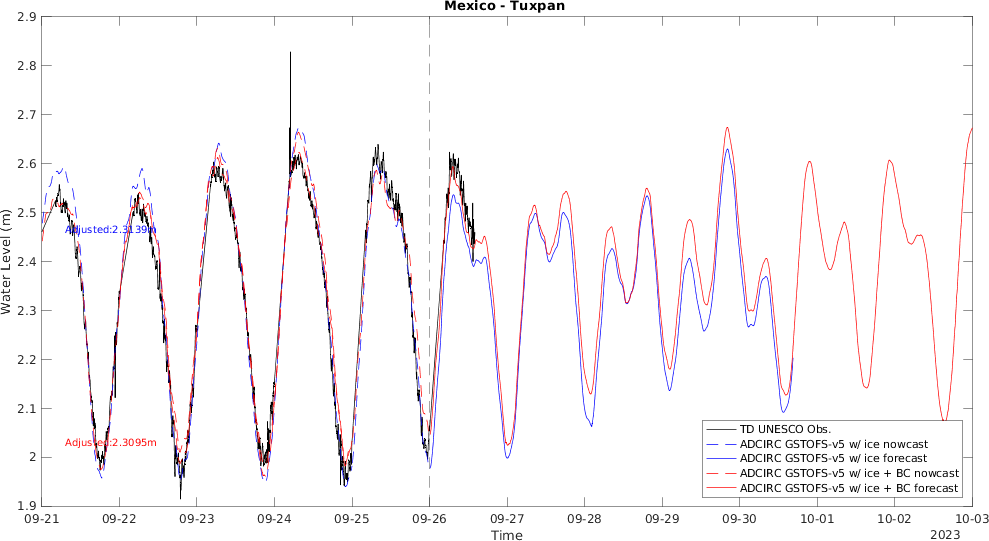 Mexico - Tuxpan
Water Level (m)
2.9
2.8
2.7
2.6
2.5
2.4
2.3
2.2
2.1
2
1.9
Adjusted:2.3139m
Adjusted:2.3095m
TD UNESCO Obs.
ADCIRC GSTOFS-v5 w/ ice nowcast
ADCIRC GSTOFS-v5 w/ ice forecast
ADCIRC GSTOFS-v5 w/ ice + BC nowcast
ADCIRC GSTOFS-v5 w/ ice + BC forecast
09-21 09-22 09-23 09-24 09-25 09-26 09-27 09-28 09-29 09-30 10-01 10-02 10-03
Time
2023